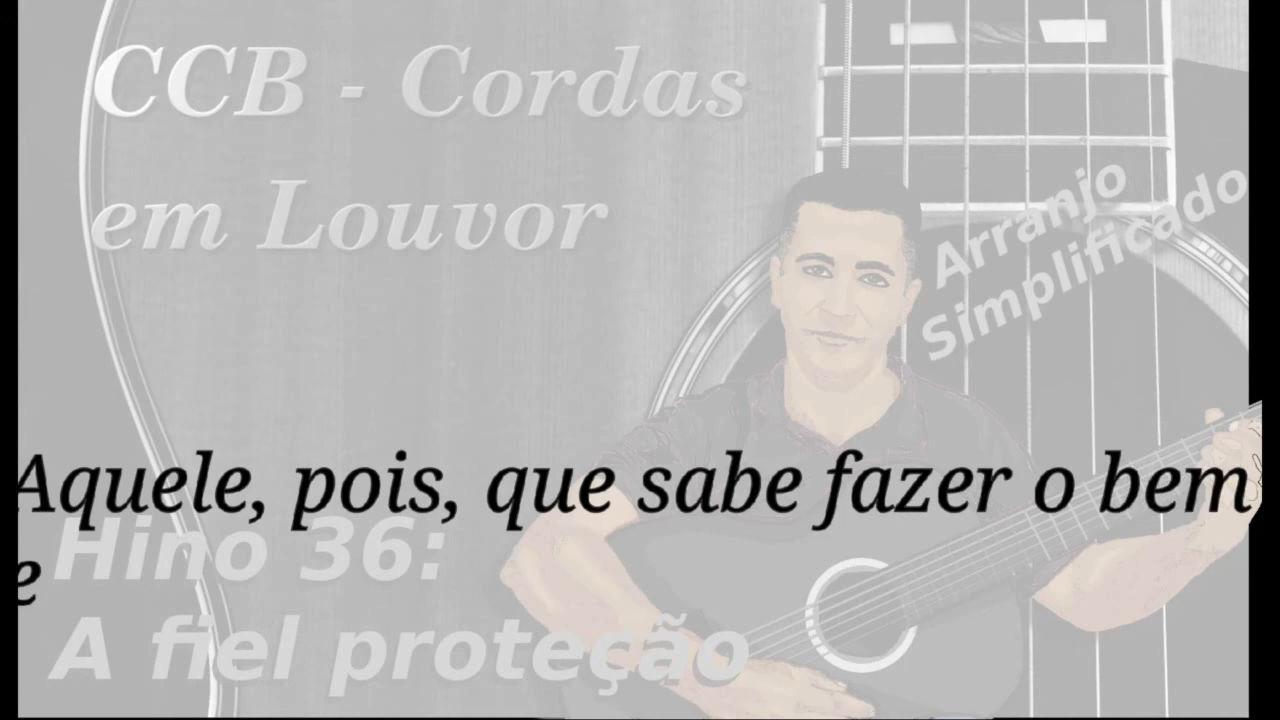 CCB - Cordas
em Louvor
Arranjo
Simplificado
Aquele, pois, que sabe fazer o bem
e
Hino 36:
A fiel proteção